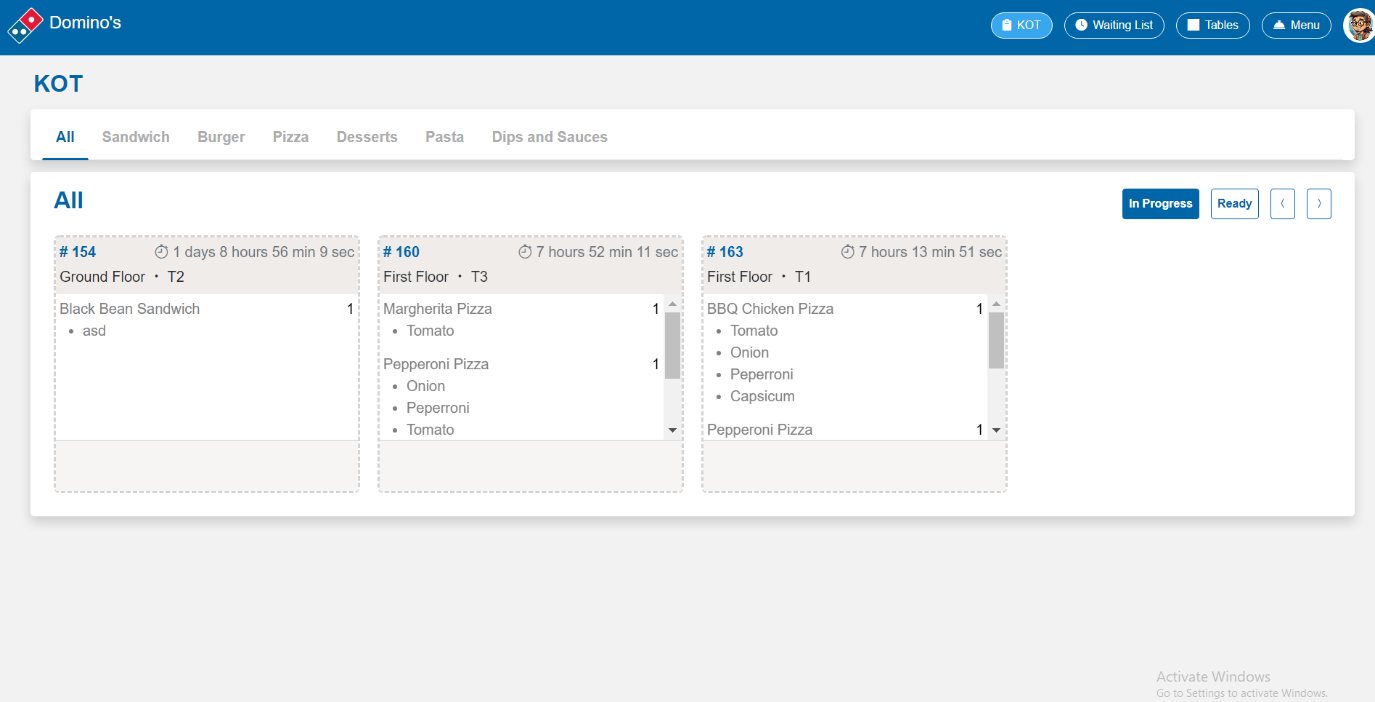 Domino's
KOT
Waiting List
Tables
Menu
KOT
All
Sandwich
Burger
Pizza
Desserts
Pasta
Dips and Sauces
All
In Progress
Ready
〈
〉
# 154
1 days 8 hours 56 min 9 sec
Ground Floor • T2
Black Bean Sandwich 1
• asd
# 160
7 hours 52 min 11 sec
First Floor • T3
Margherita Pizza 1
• Tomato
Pepperoni Pizza 1
• Onion
• Peperroni
• Tomato
# 163
7 hours 13 min 51 sec
First Floor • T1
BBQ Chicken Pizza 1
• Tomato
• Onion
• Peperroni
• Capsicum
Pepperoni Pizza 1
Activate Windows
Go to Settings to activate Windows.